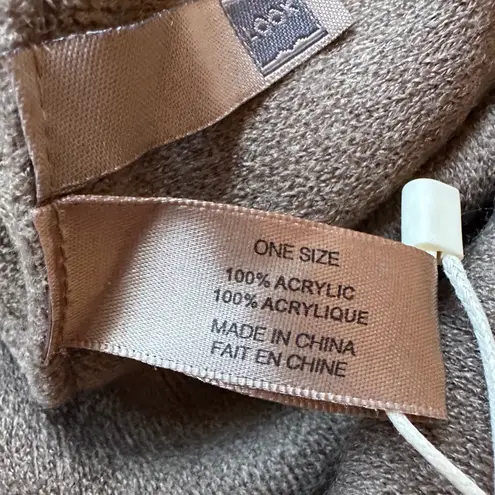 ONE SIZE
100% ACRYLIC
100% ACRYLIQUE
MADE IN CHINA
FAIT EN CHINE